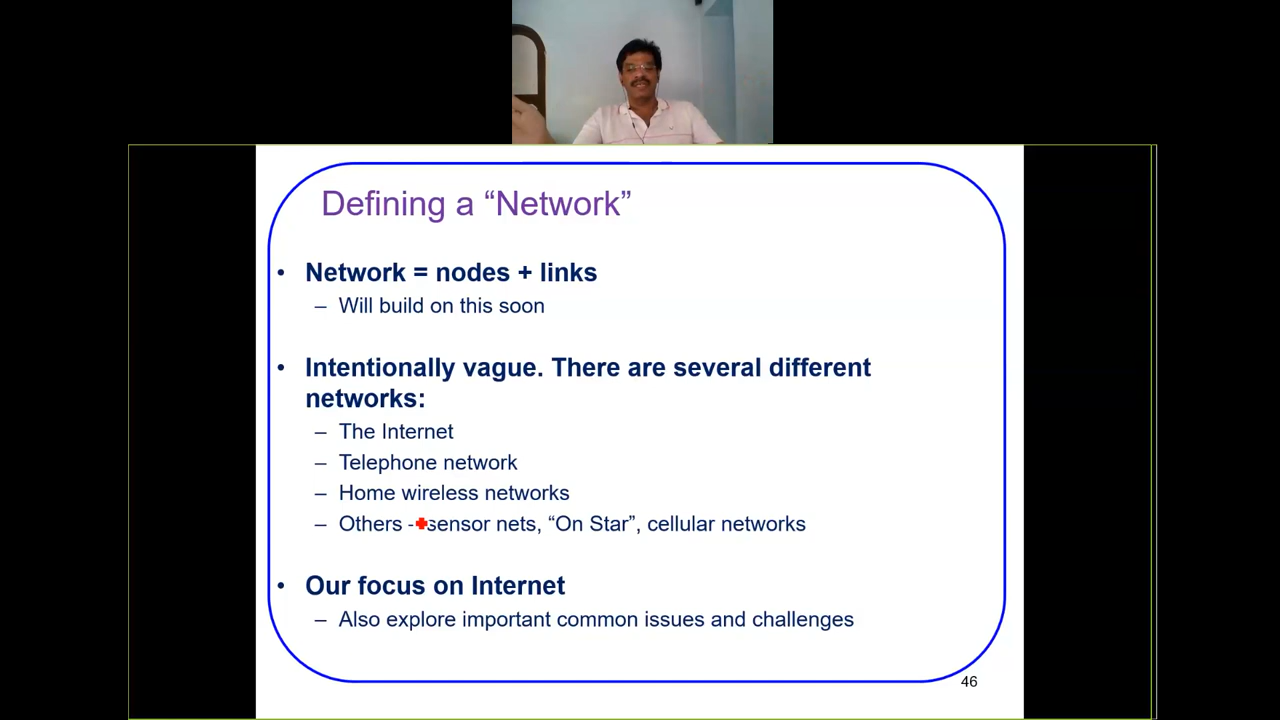 Defining a “Network”
• Network = nodes + links
– Will build on this soon
• Intentionally vague. There are several different
networks:
– The Internet
– Telephone network
– Home wireless networks
– Others - sensor nets, “On Star”, cellular networks
• Our focus on Internet
– Also explore important common issues and challenges
46